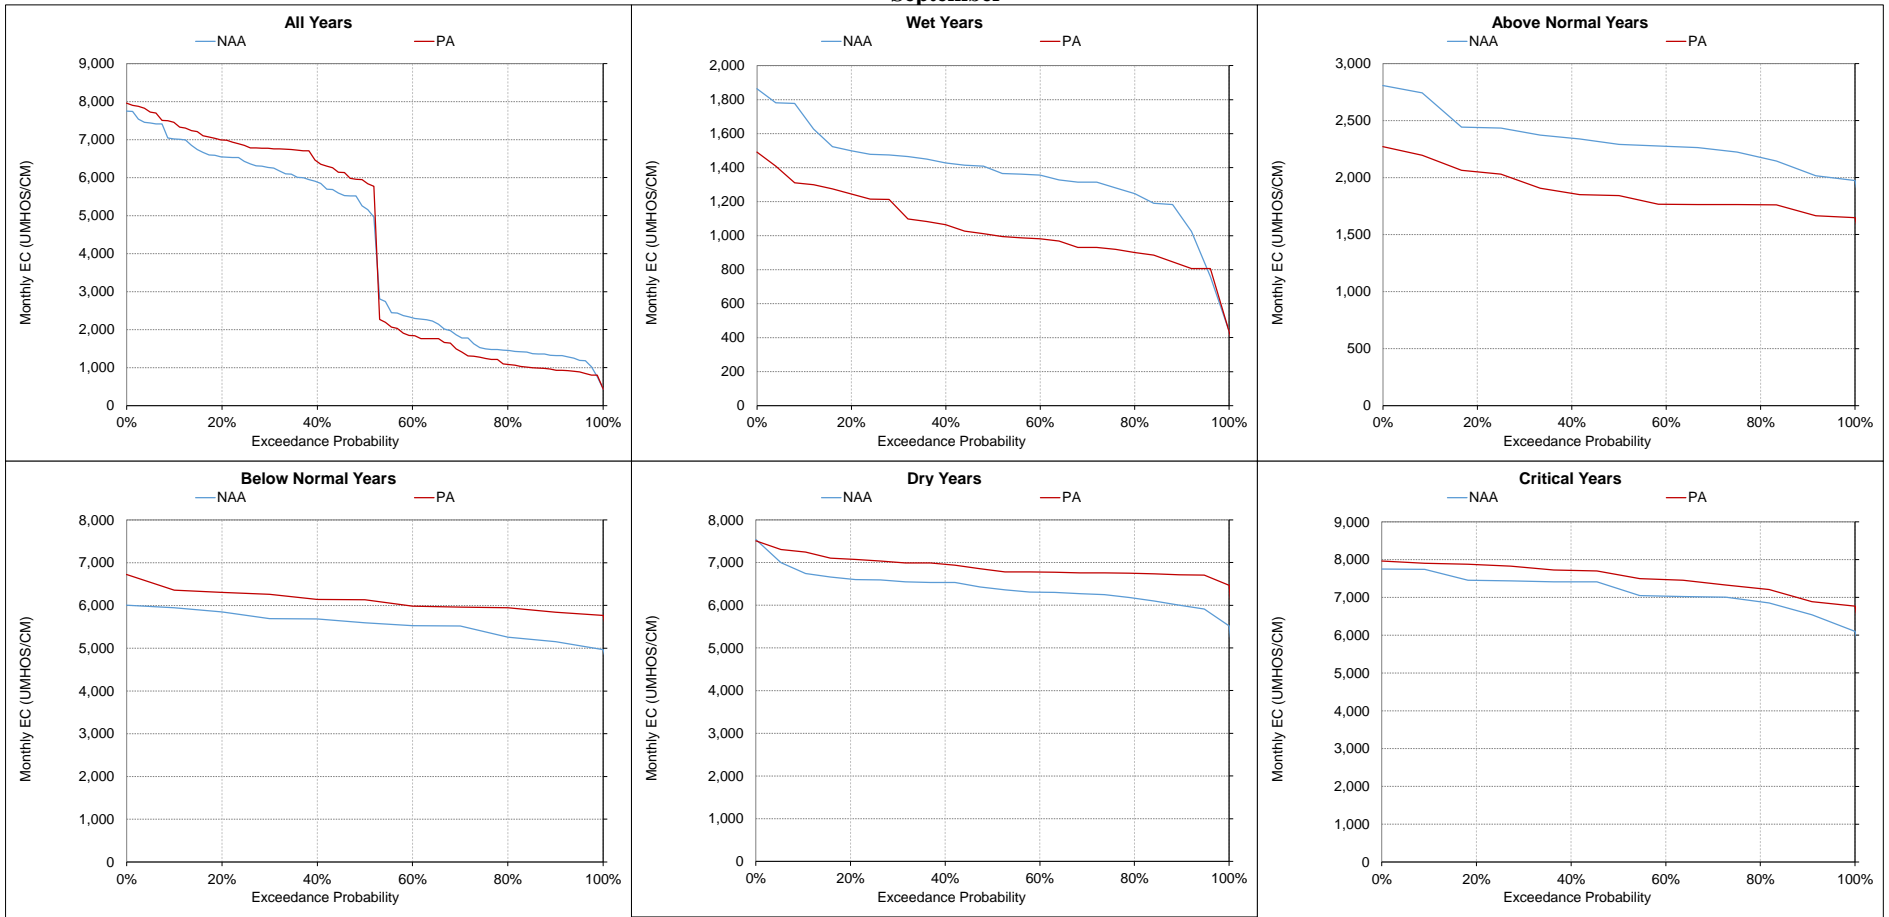 September
All Years
NAA PA
Monthly EC (UMHOS/CM)
9,000
8,000
7,000
6,000
5,000
4,000
3,000
2,000
1,000
0
0% 20% 40% 60% 80% 100%
Exceedance Probability
Wet Years
NAA PA
Monthly EC (UMHOS/CM)
2,000
1,800
1,600
1,400
1,200
1,000
800
600
400
200
0
0% 20% 40% 60% 80% 100%
Exceedance Probability
Above Normal Years
NAA PA
Monthly EC (UMHOS/CM)
3,000
2,500
2,000
1,500
1,000
500
0
0% 20% 40% 60% 80% 100%
Exceedance Probability
Below Normal Years
NAA PA
Monthly EC (UMHOS/CM)
8,000
7,000
6,000
5,000
4,000
3,000
2,000
1,000
0
0% 20% 40% 60% 80% 100%
Exceedance Probability
Dry Years
NAA PA
Monthly EC (UMHOS/CM)
8,000
7,000
6,000
5,000
4,000
3,000
2,000
1,000
0
0% 20% 40% 60% 80% 100%
Exceedance Probability
Critical Years
NAA PA
Monthly EC (UMHOS/CM)
9,000
8,000
7,000
6,000
5,000
4,000
3,000
2,000
1,000
0
0% 20% 40% 60% 80% 100%
Exceedance Probability